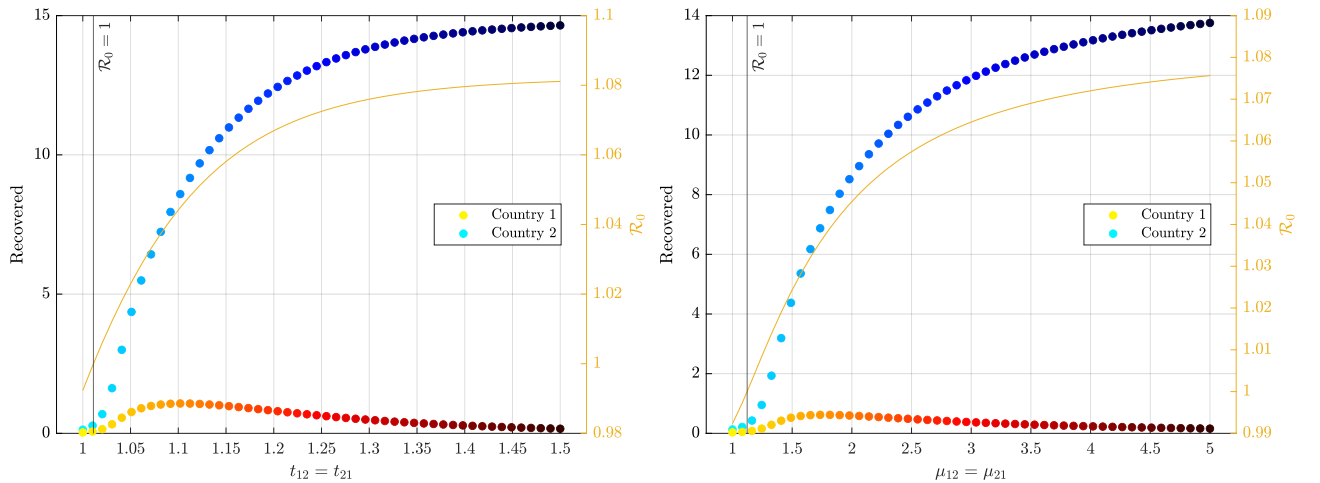 15
10
5
0
Recovered
1.1
1.08
1.06
1.04
1.02
1
0.98
ℛ₀
ℛ₀ = 1
Country 1
Country 2
1 1.05 1.1 1.15 1.2 1.25 1.3 1.35 1.4 1.45 1.5
t₁₂ = t₂₁
14
12
10
8
6
4
2
0
Recovered
1.09
1.08
1.07
1.06
1.05
1.04
1.03
1.02
1.01
1
0.99
ℛ₀
ℛ₀ = 1
Country 1
Country 2
1 1.5 2 2.5 3 3.5 4 4.5 5
μ₁₂ = μ₂₁